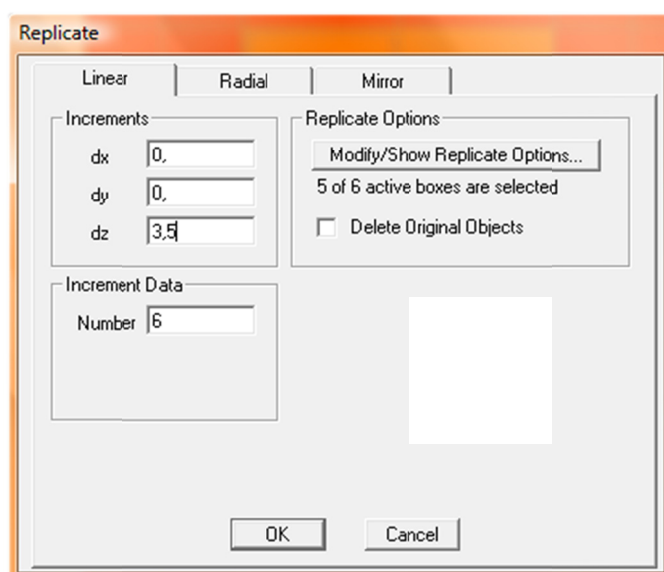 Replicate
Linear Radial Mirror
Increments
dx 0,
dy 0,
dz 3,5
Replicate Options
Modify/Show Replicate Options...
5 of 6 active boxes are selected
Delete Original Objects
Increment Data
Number 6
OK Cancel